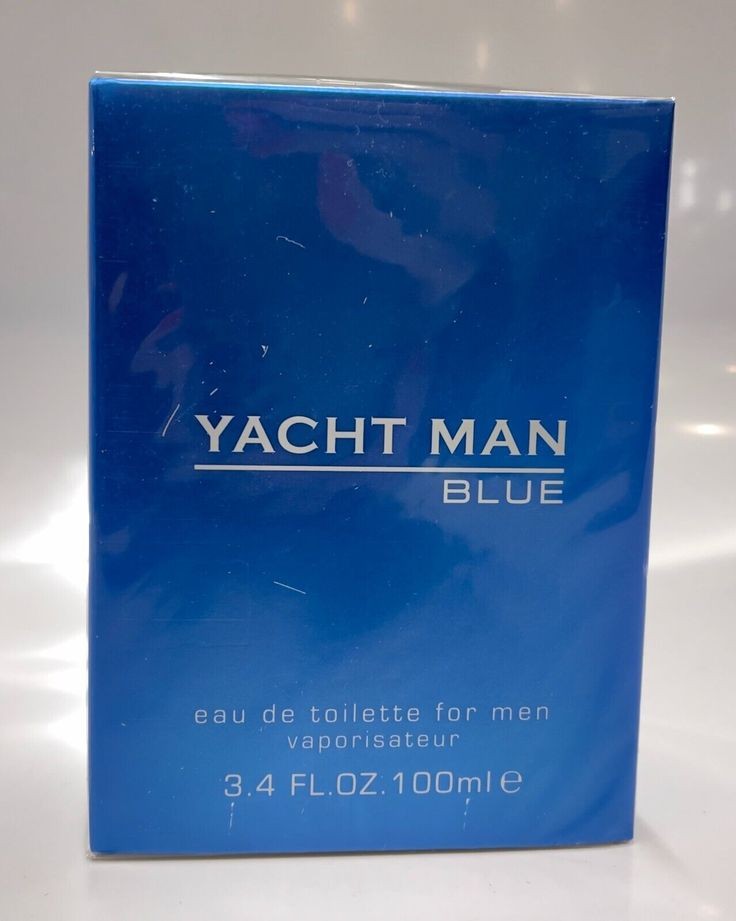 YACHT MAN
BLUE
eau de toilette for men
vaporisateur
3.4 FL.OZ.100ml℮